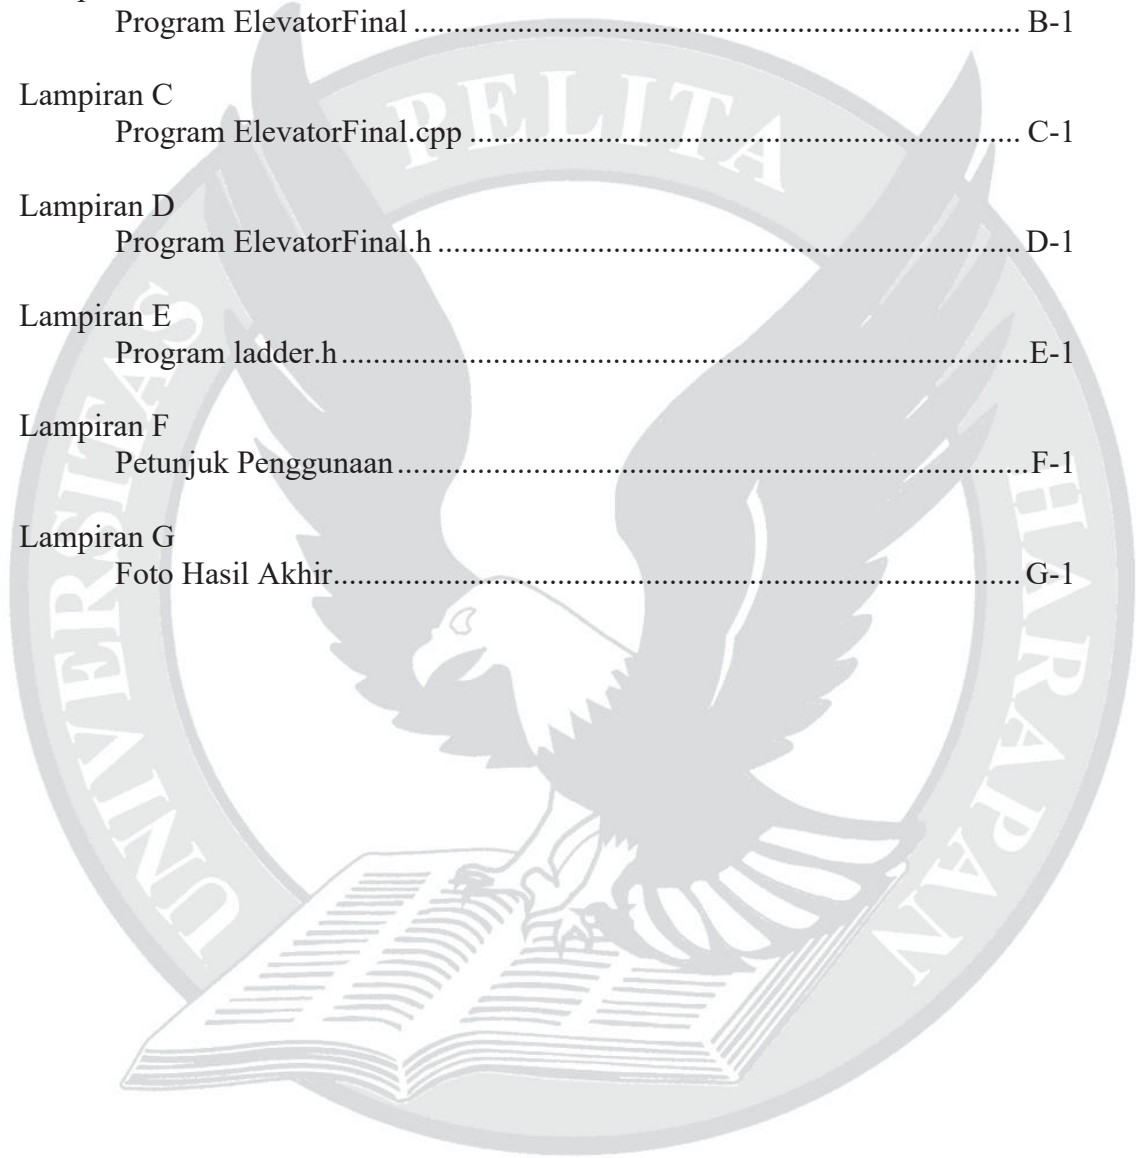 Program ElevatorFinal ............................................................................ B-1
Lampiran C
Program ElevatorFinal.cpp ..................................................................... C-1
Lampiran D
Program ElevatorFinal.h ......................................................................... D-1
Lampiran E
Program ladder.h ...................................................................................... E-1
Lampiran F
Petunjuk Penggunaan ............................................................................... F-1
Lampiran G
Foto Hasil Akhir ...................................................................................... G-1
UNIVERSITAS PELITA HARAPAN